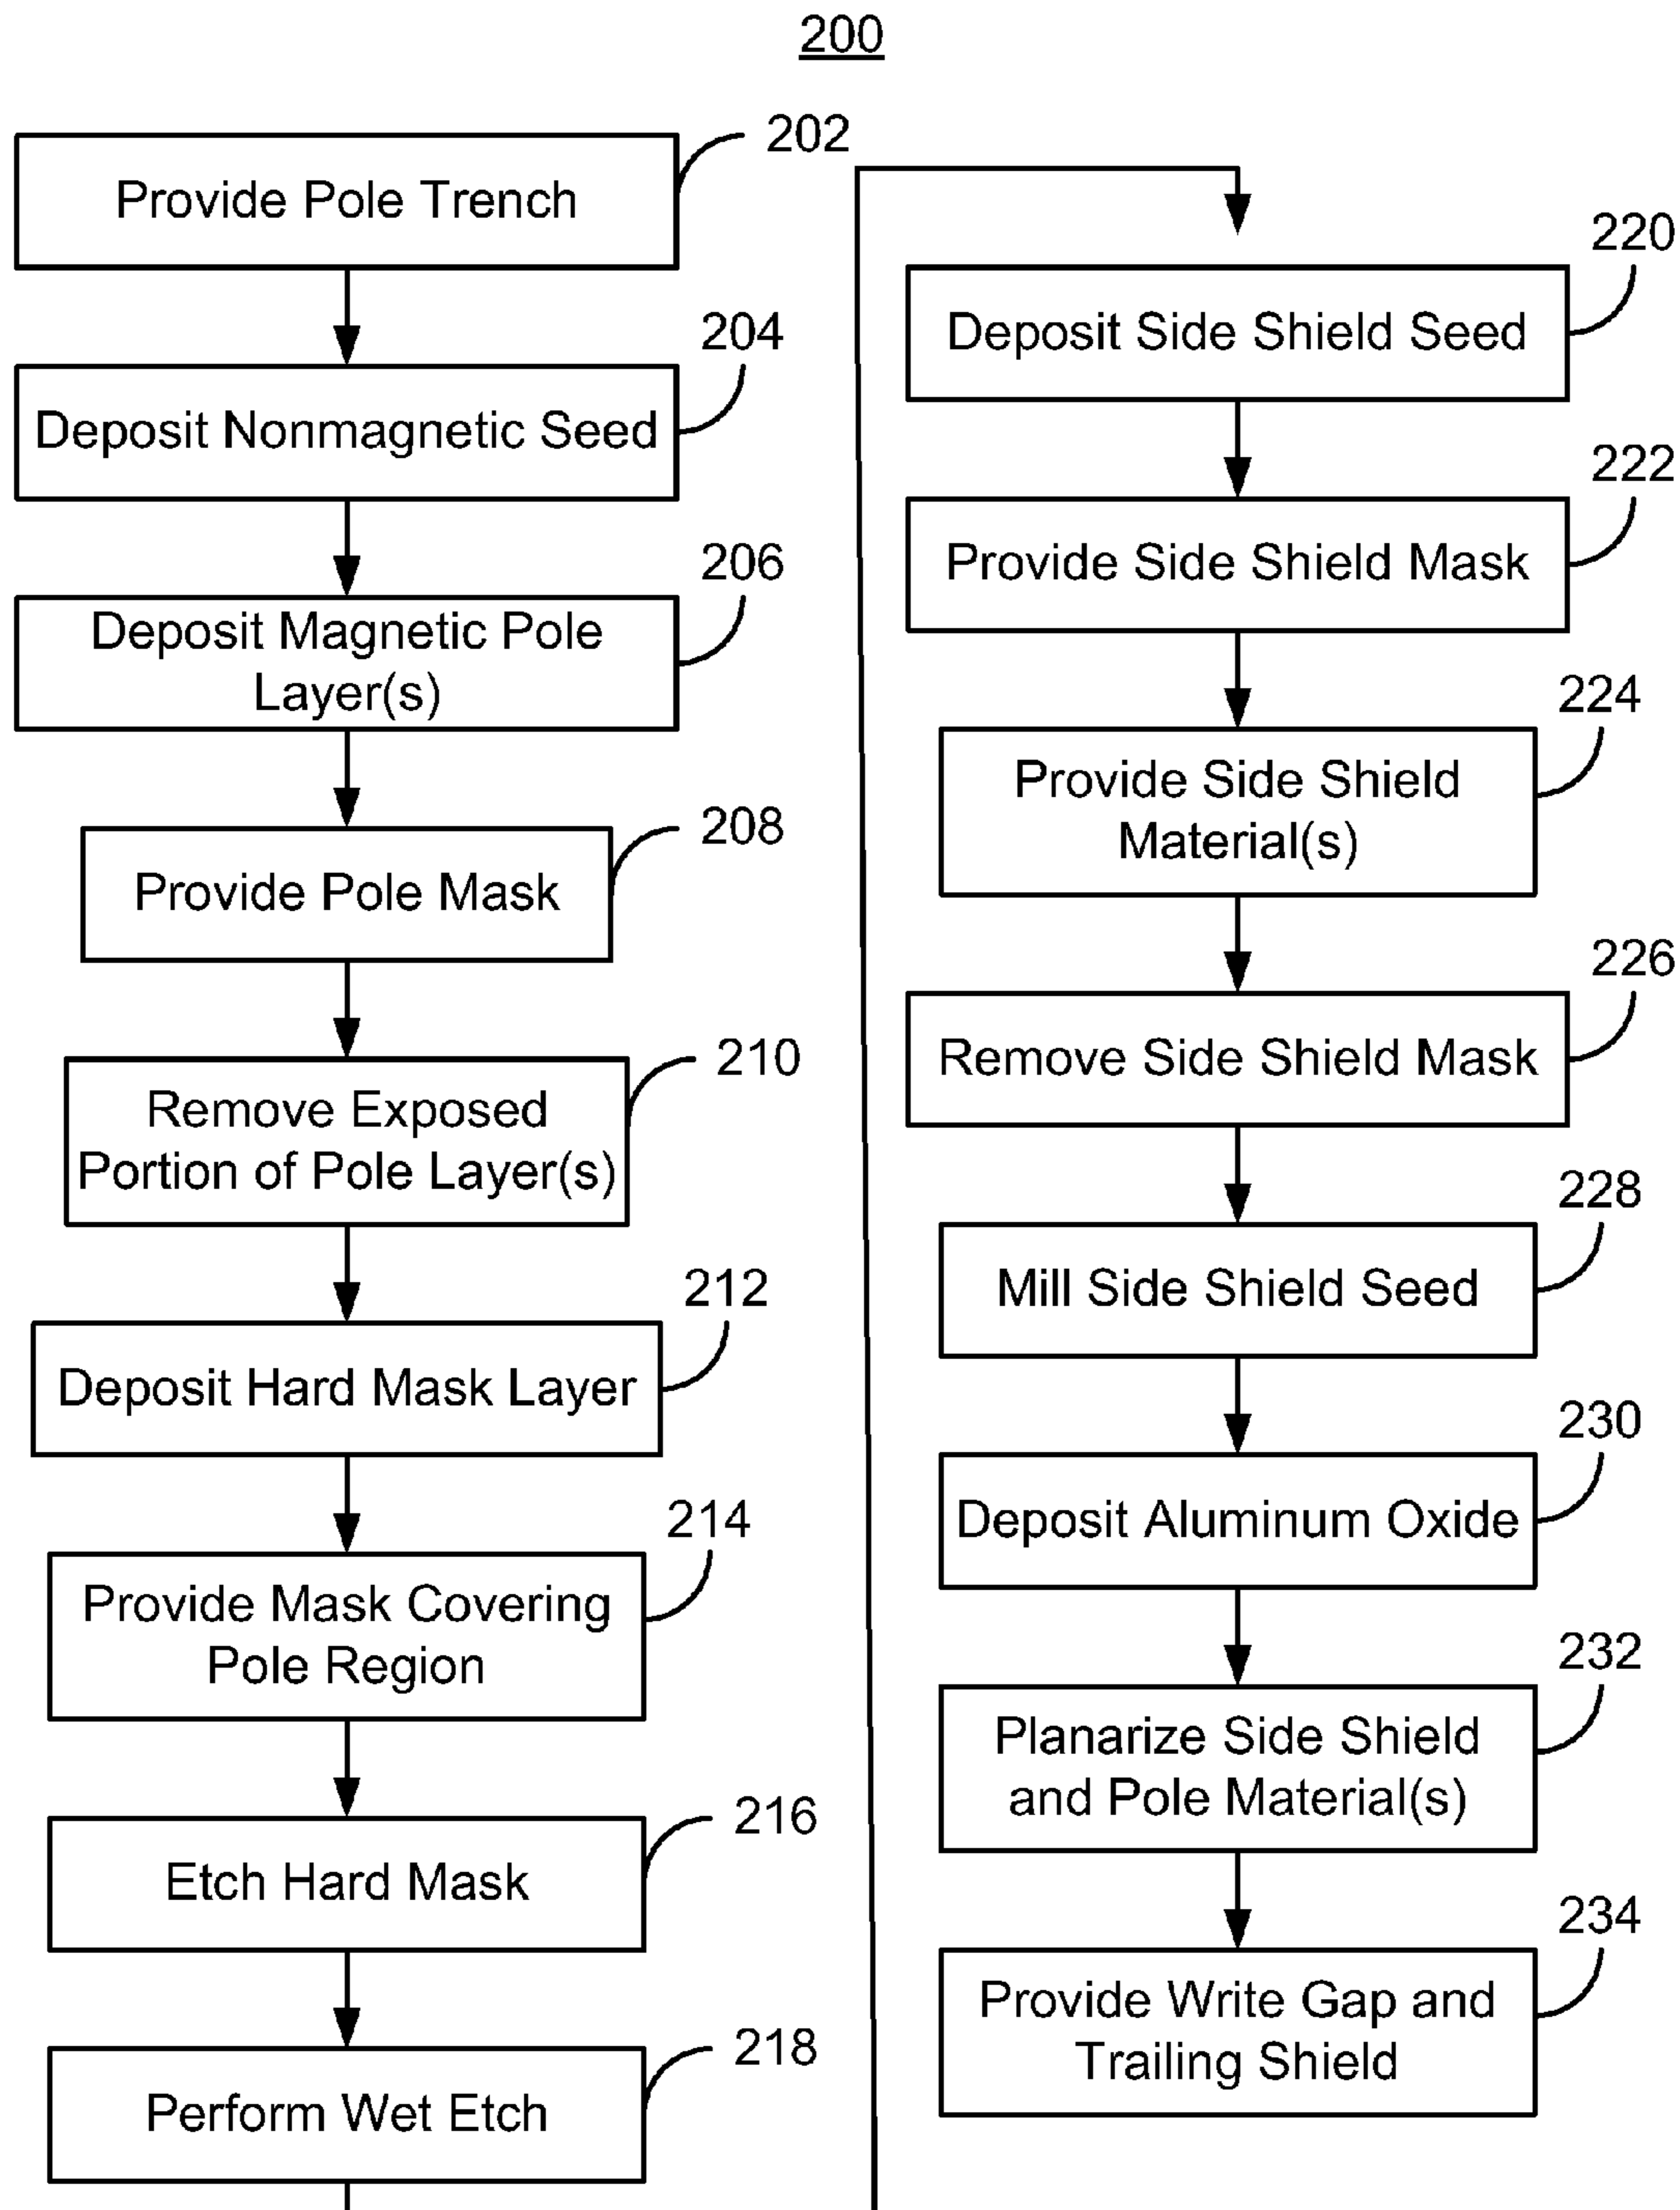 200
202
Provide Pole Trench
204
Deposit Nonmagnetic Seed
206
Deposit Magnetic Pole
Layer(s)
208
Provide Pole Mask
210
Remove Exposed
Portion of Pole Layer(s)
212
Deposit Hard Mask Layer
214
Provide Mask Covering
Pole Region
216
Etch Hard Mask
218
Perform Wet Etch
220
Deposit Side Shield Seed
222
Provide Side Shield Mask
224
Provide Side Shield
Material(s)
226
Remove Side Shield Mask
228
Mill Side Shield Seed
230
Deposit Aluminum Oxide
232
Planarize Side Shield
and Pole Material(s)
234
Provide Write Gap and
Trailing Shield